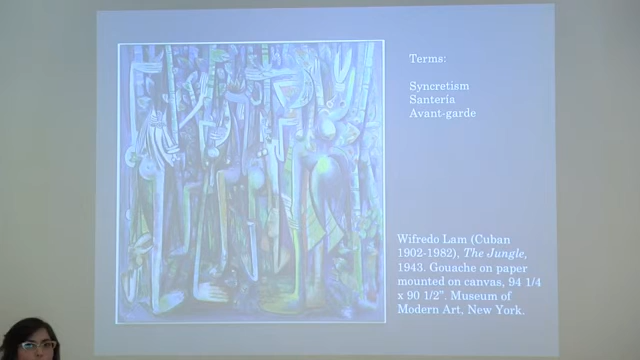 Terms:
Syncretism
Santería
Avant-garde
Wifredo Lam (Cuban
1902-1982), The Jungle,
1943. Gouache on paper
mounted on canvas, 94 1/4
x 90 1/2”. Museum of
Modern Art, New York.